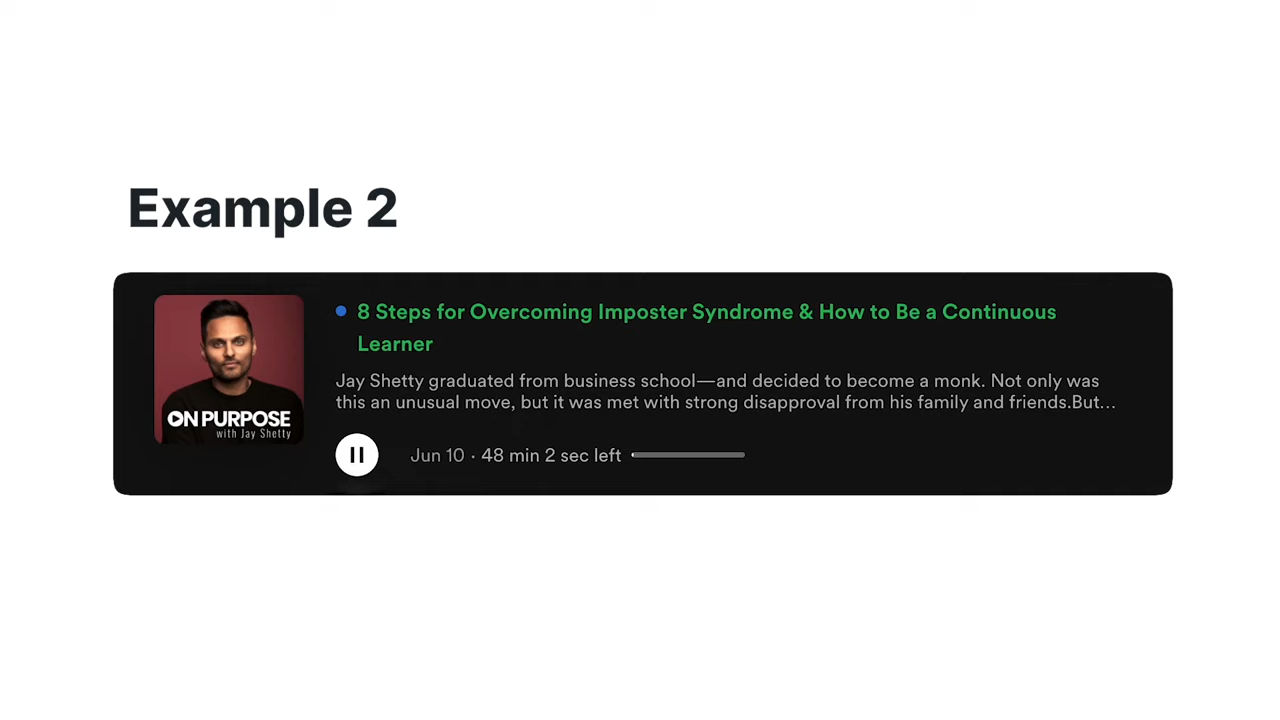 Example 2
8 Steps for Overcoming Imposter Syndrome & How to Be a Continuous
Learner
Jay Shetty graduated from business school—and decided to become a monk. Not only was
this an unusual move, but it was met with strong disapproval from his family and friends.But...
ON PURPOSE
with Jay Shetty
Jun 10 · 48 min 2 sec left